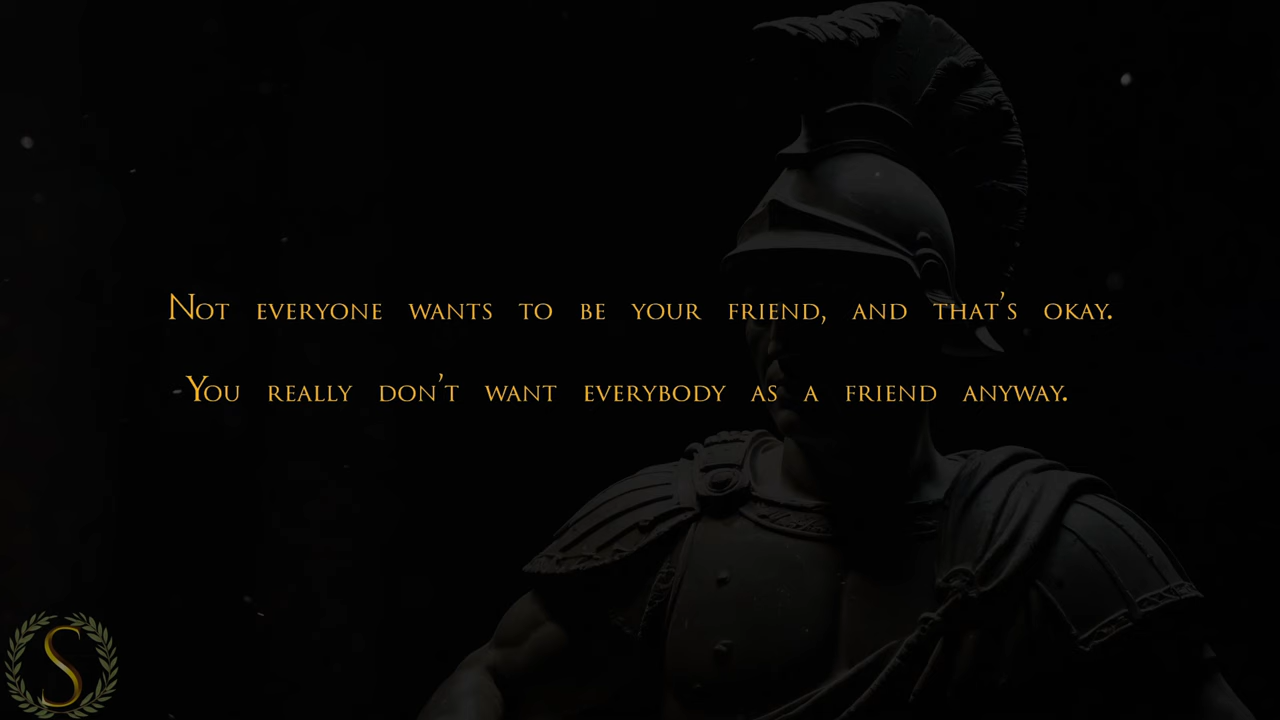 Not everyone wants to be your friend, and that's okay.
You really don't want everybody as a friend anyway.
S